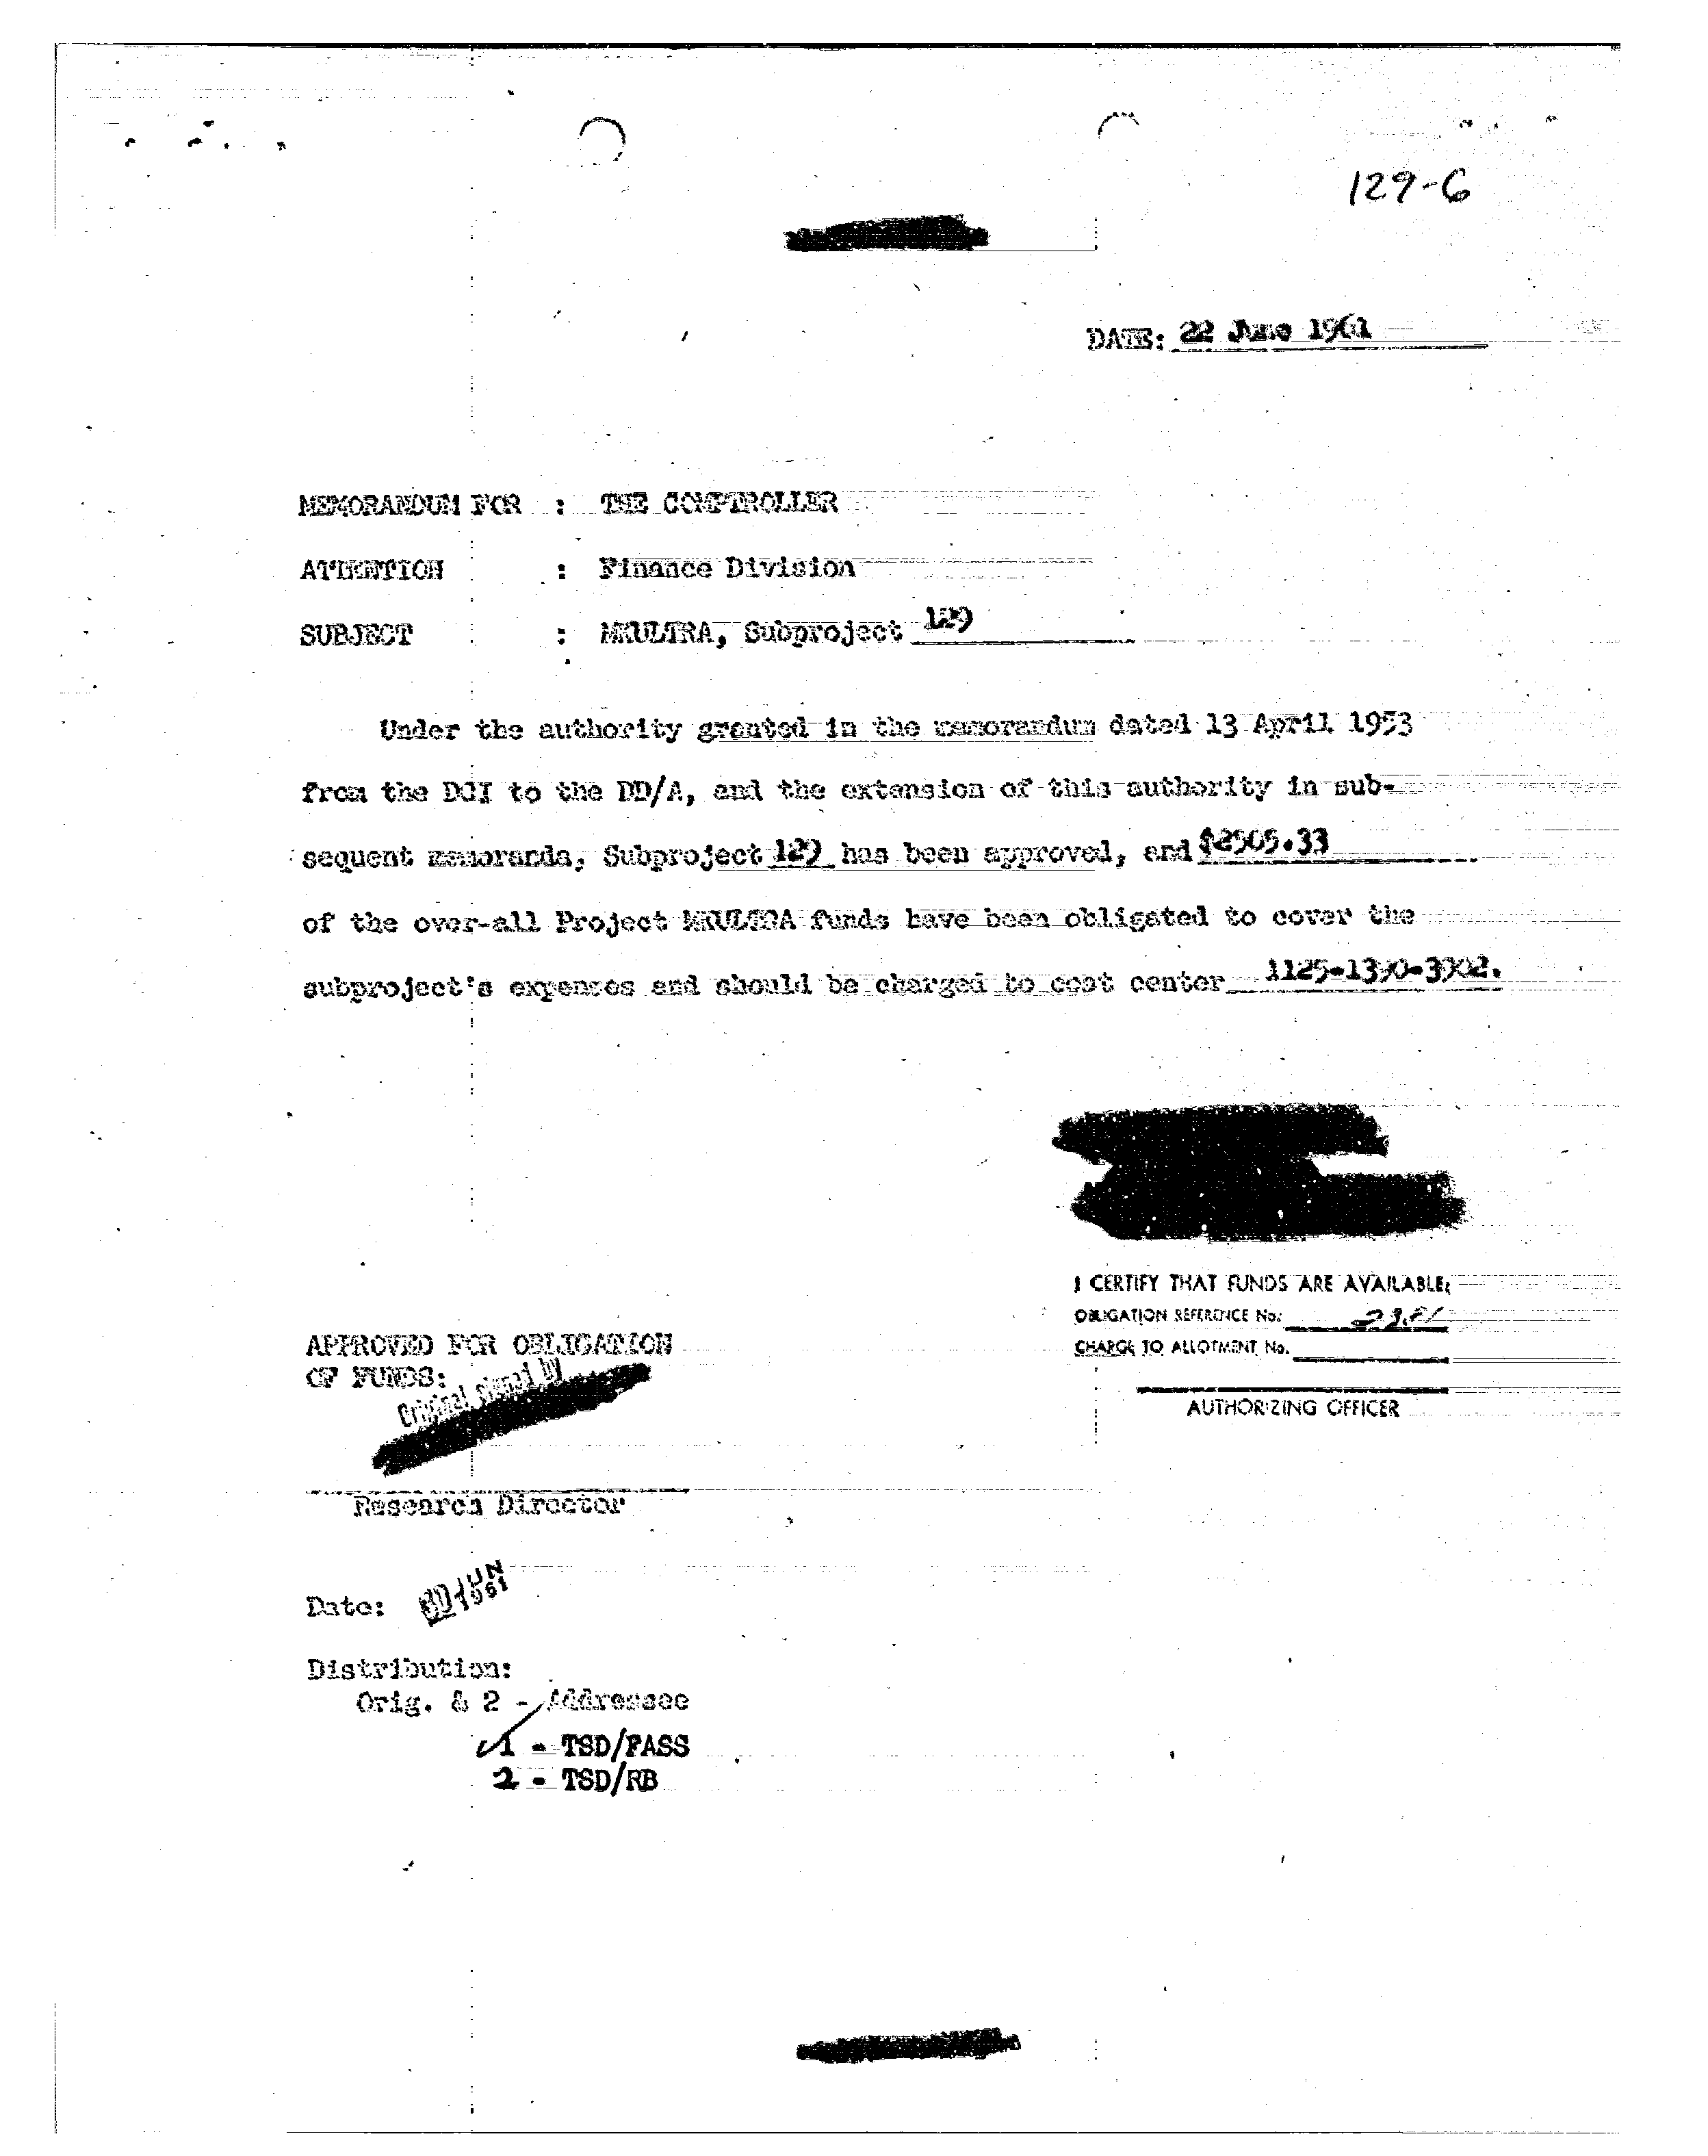 129-6
DATE: 22 June 1961
MEMORANDUM FOR : THE COMPTROLLER
ATTENTION : Finance Division
SUBJECT : MKULTRA, Subproject 129
Under the authority granted in the memorandum dated 13 April 1953
from the DCI to the DD/A, and the extension of this authority in sub-
sequent memoranda, Subproject 129 has been approved, and $2505.33
of the over-all Project MKULTRA funds have been obligated to cover the
subproject's expenses and should be charged to cost center 1125-1390-3902.
I CERTIFY THAT FUNDS ARE AVAILABLE:
OBLIGATION REFERENCE No:
CHARGE TO ALLOTMENT No.
AUTHORIZING OFFICER
APPROVED FOR OBLIGATION
OF FUNDS:
Original signed by
Research Director
Date: JUN 1961
Distribution:
Orig. & 2 - Addressee
1 - TSD/FASS
2 - TSD/RB